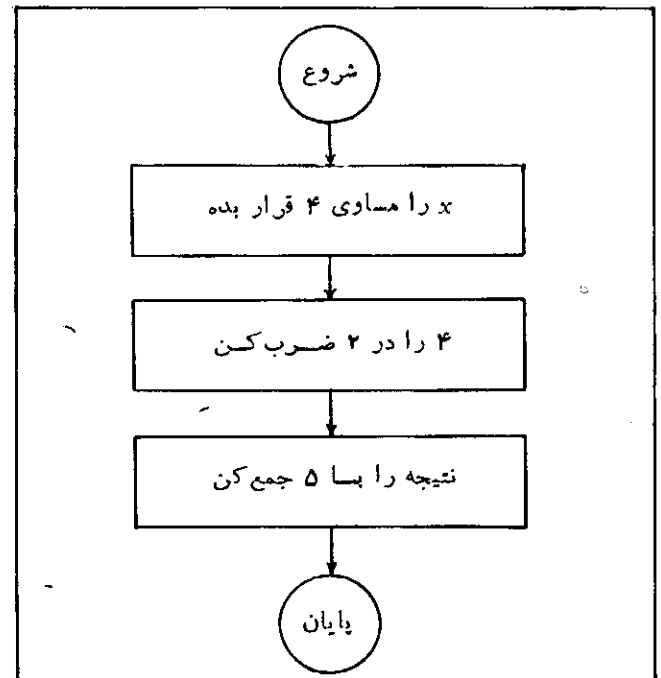 شروع
x را مساوی ۴ قرار بده
۴ را در ۲ ضرب کن
نتیجه را با ۵ جمع کن
پایان